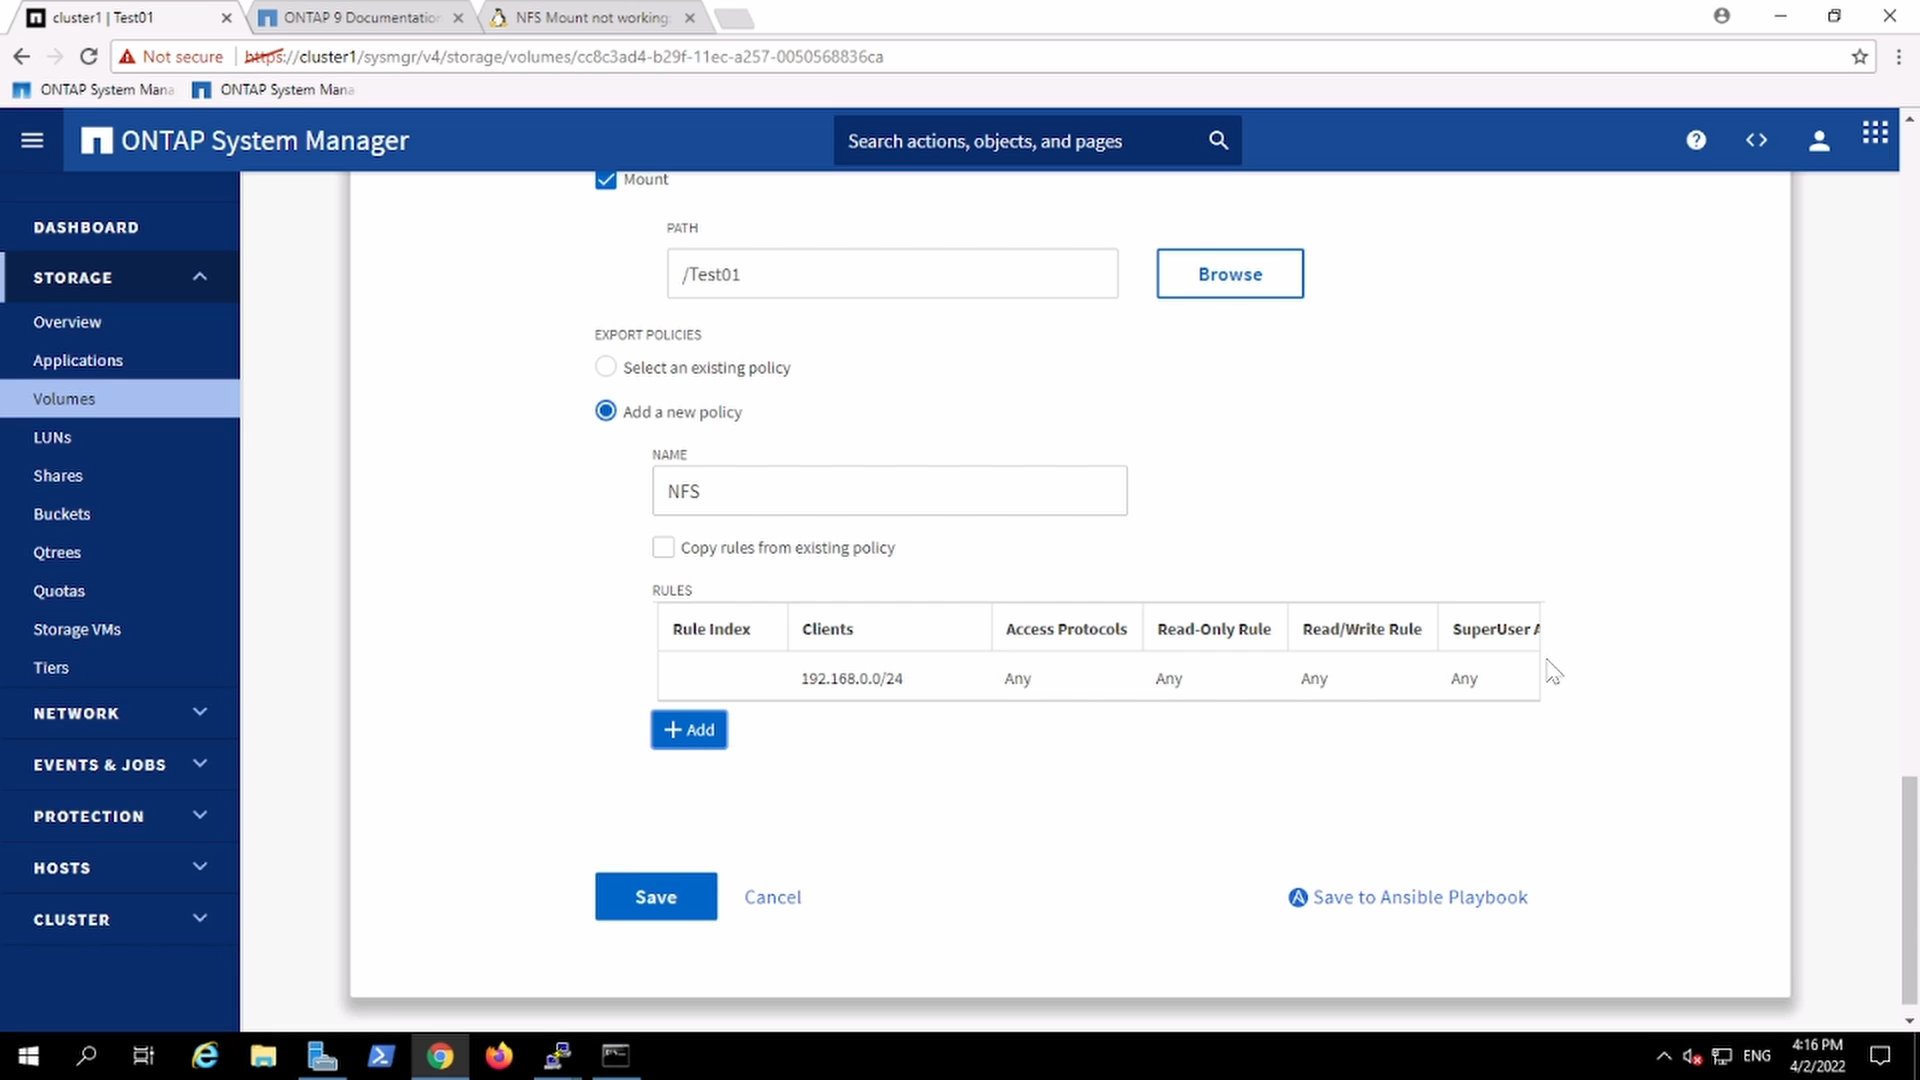 cluster1 | Test01
ONTAP 9 Documentation
NFS Mount not working
Not secure
https://cluster1/sysmgr/v4/storage/volumes/cc8c3ad4-b29f-11ec-a257-0050568836ca
ONTAP System Mana
ONTAP System Mana
ONTAP System Manager
Search actions, objects, and pages
DASHBOARD
STORAGE
Overview
Applications
Volumes
LUNs
Shares
Buckets
Qtrees
Quotas
Storage VMs
Tiers
NETWORK
EVENTS & JOBS
PROTECTION
HOSTS
CLUSTER
Mount
PATH
/Test01
Browse
EXPORT POLICIES
Select an existing policy
Add a new policy
NAME
NFS
Copy rules from existing policy
RULES
Rule Index Clients Access Protocols Read-Only Rule Read/Write Rule SuperUser A
192.168.0.0/24 Any Any Any Any
+ Add
Save
Cancel
Save to Ansible Playbook
ENG
4:16 PM
4/2/2022